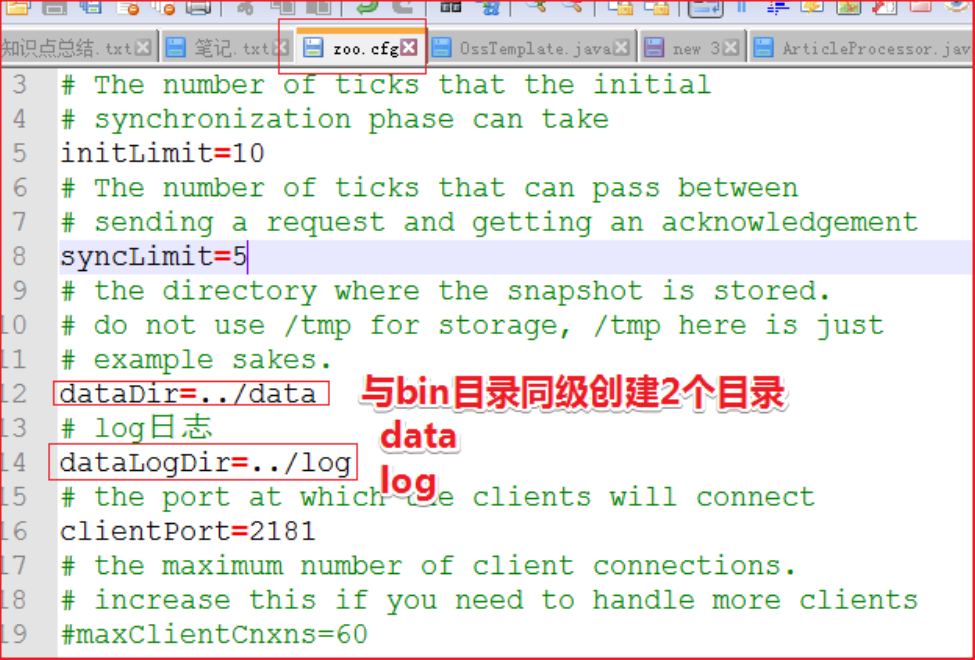 知识点总结.txt 笔记.txt zoo.cfg OssTemplate.java new 3 ArticleProcessor.jav
3 # The number of ticks that the initial
4 # synchronization phase can take
5 initLimit=10
6 # The number of ticks that can pass between
7 # sending a request and getting an acknowledgement
8 syncLimit=5
9 # the directory where the snapshot is stored.
10 # do not use /tmp for storage, /tmp here is just
11 # example sakes.
12 dataDir=../data 与bin目录同级创建2个目录
13 # log日志 data
14 dataLogDir=../log log
15 # the port at which the clients will connect
16 clientPort=2181
17 # the maximum number of client connections.
18 # increase this if you need to handle more clients
19 #maxClientCnxns=60